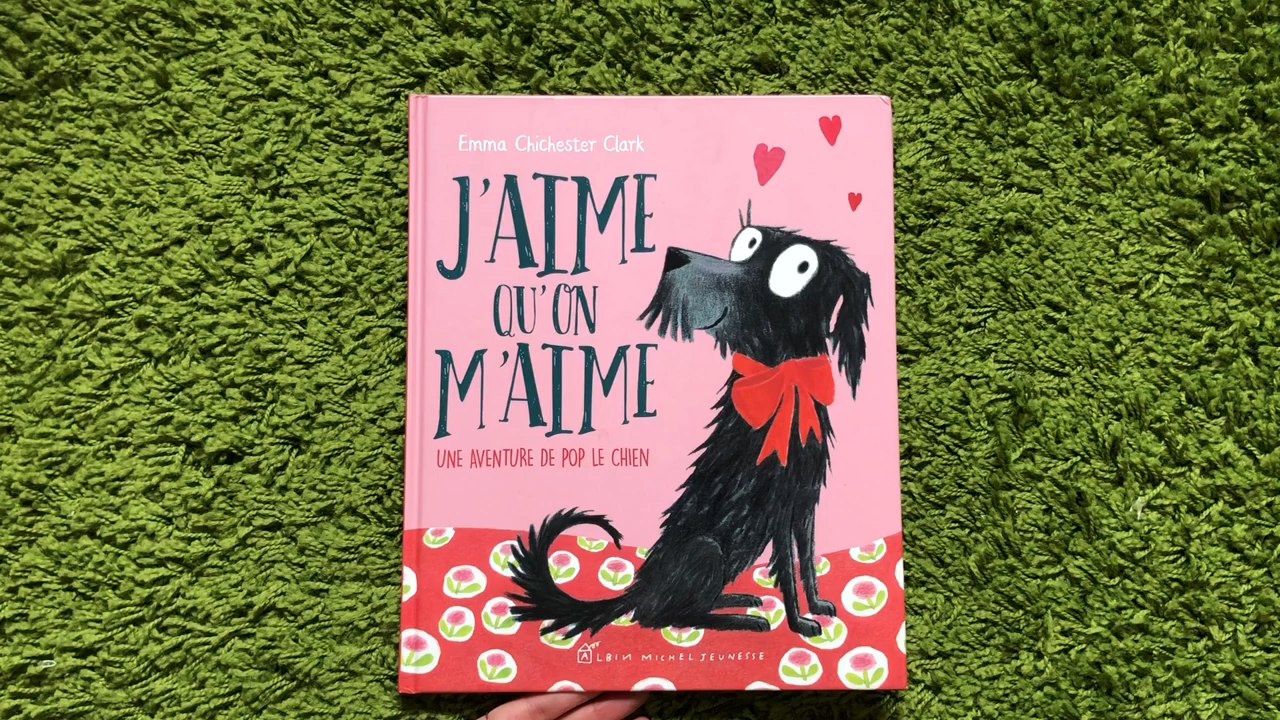 Emma Chichester Clark
J'AIME
QU'ON
M'AIME
UNE AVENTURE DE POP LE CHIEN
ALBIN MICHEL JEUNESSE